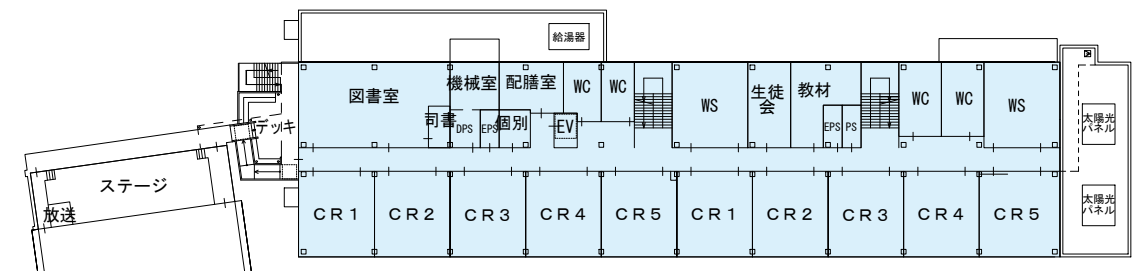 給湯器
機械室
配膳室
WC
WC
図書室
WS
生徒
会
教材
WC
WC
WS
司書
DPS
EPS
個別
EV
EPS
PS
太陽光
パネル
デッキ
ステージ
放送
CR1
CR2
CR3
CR4
CR5
CR1
CR2
CR3
CR4
CR5
太陽光
パネル